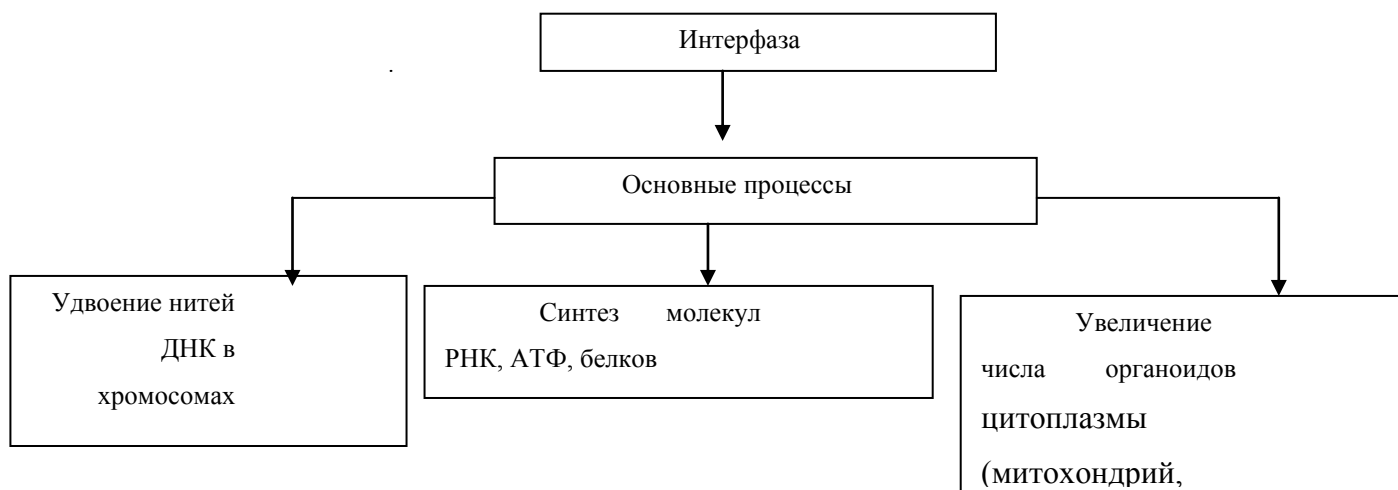 Интерфаза
Основные процессы
Удвоение нитей
ДНК в
хромосомах
Синтез молекул
РНК, АТФ, белков
Увеличение
числа органоидов
цитоплазмы
(митохондрий,